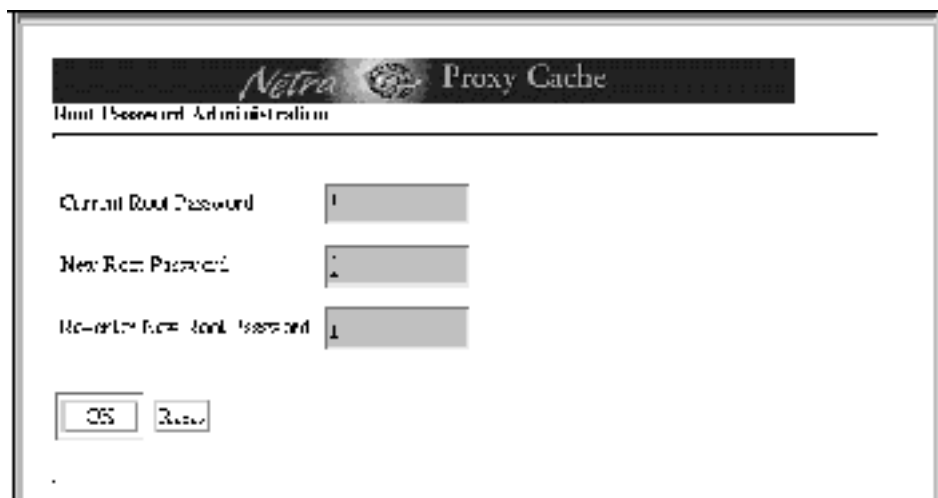 Netra Proxy Cache
Root Password Administration
Current Root Password
New Root Password
Re-enter New Root Password
OK Reset